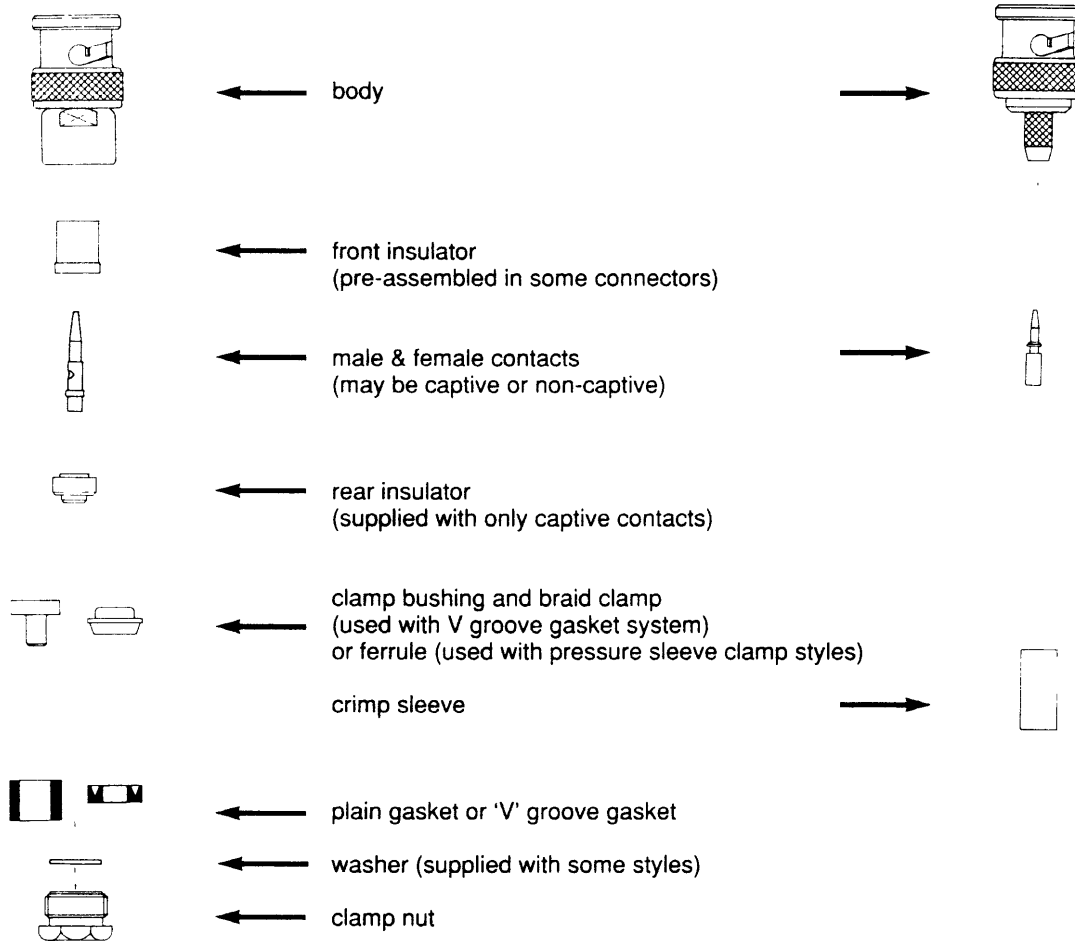 body
front insulator
(pre-assembled in some connectors)
male & female contacts
(may be captive or non-captive)
rear insulator
(supplied with only captive contacts)
clamp bushing and braid clamp
(used with V groove gasket system)
or ferrule (used with pressure sleeve clamp styles)
crimp sleeve
plain gasket or ‘V’ groove gasket
washer (supplied with some styles)
clamp nut